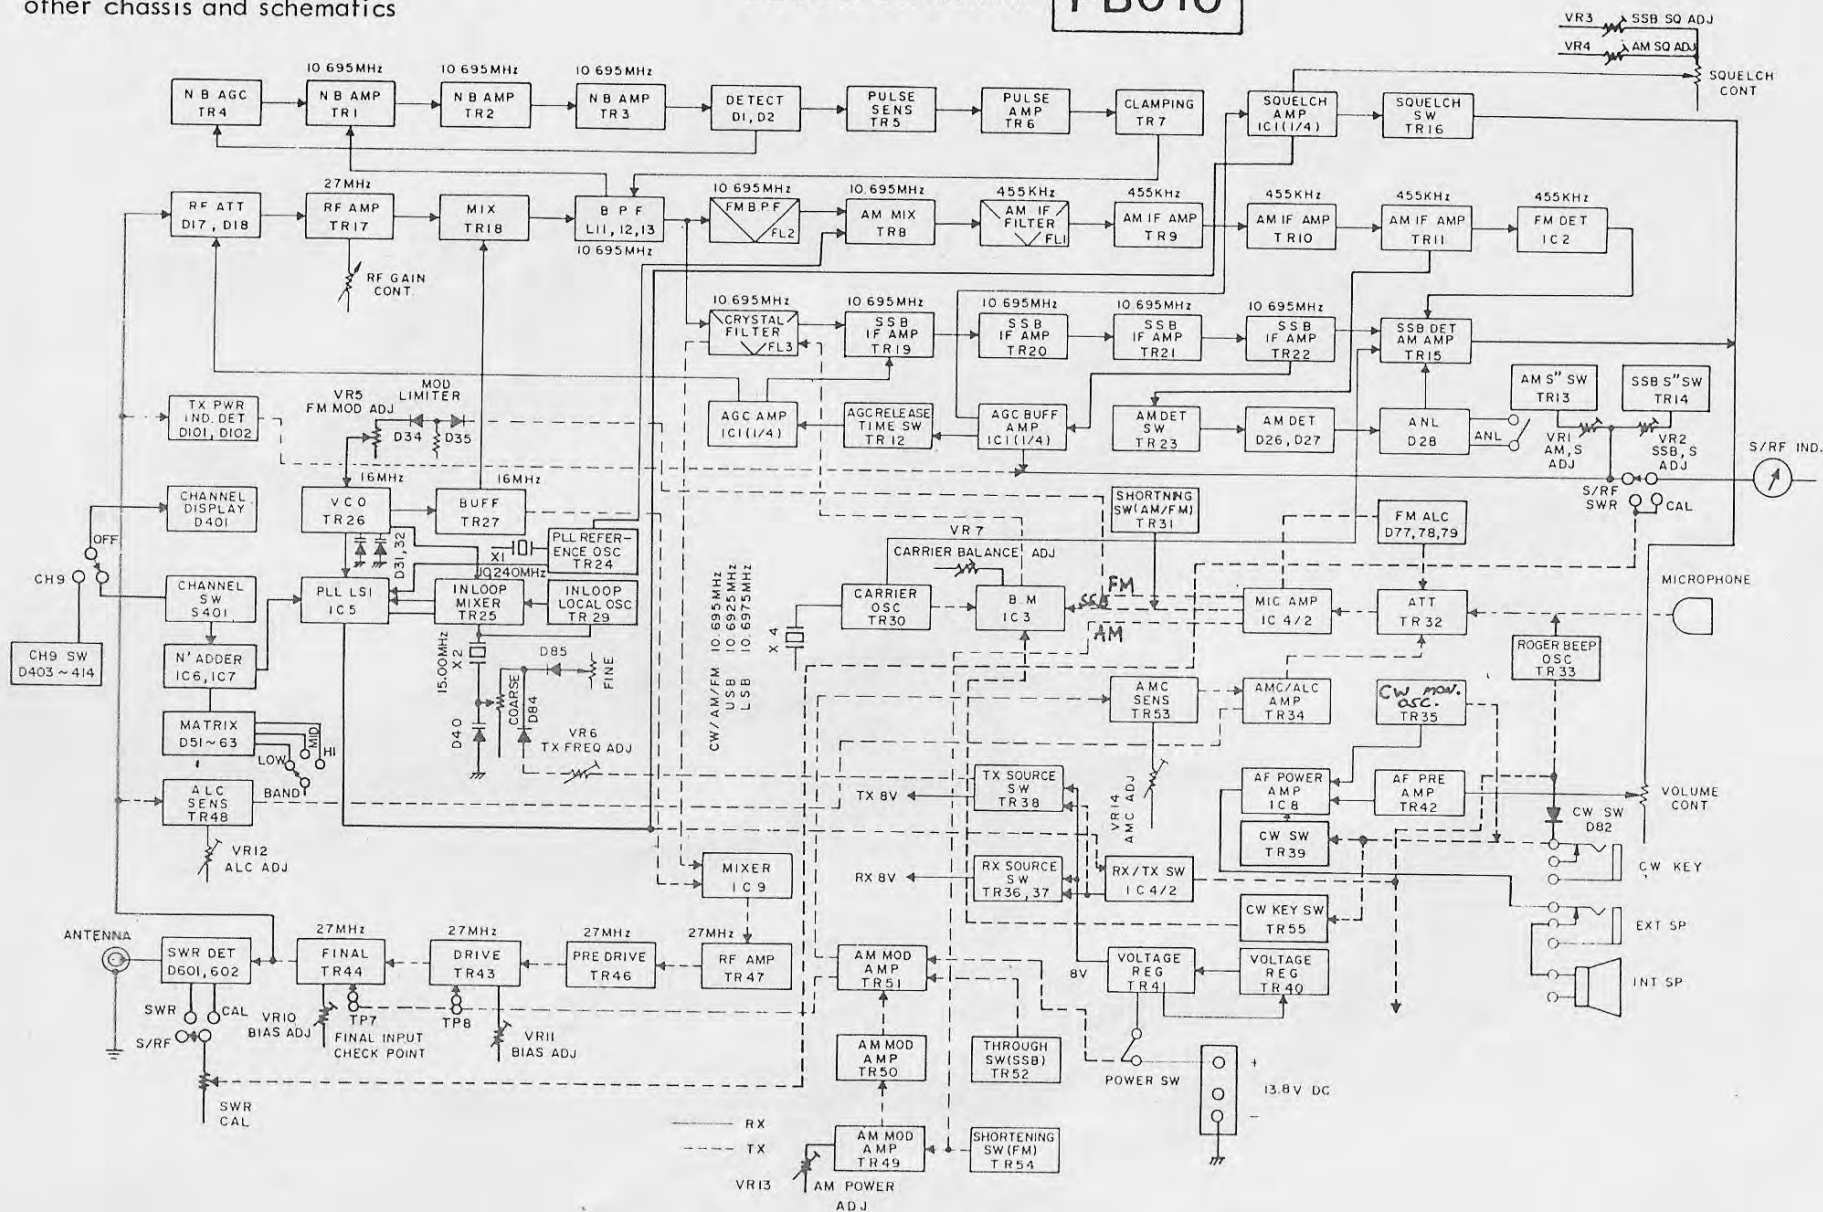 other chassis and schematics
PB010
VR3 SSB SQ ADJ
VR4 AM SQ ADJ
SQUELCH
CONT
10.695MHz
10.695MHz
10.695MHz
NB AGC
TR4
NB AMP
TR1
NB AMP
TR2
NB AMP
TR3
DETECT
D1, D2
PULSE
SENS
TR5
PULSE
AMP
TR6
CLAMPING
TR7
SQUELCH
AMP
IC1(1/4)
SQUELCH
SW
TR16
27MHz
10.695MHz
10.695MHz
455KHz
455KHz
455KHz
455KHz
455KHz
RF ATT
D17, D18
RF AMP
TR17
MIX
TR18
B P F
L11, 12, 13
10.695MHz
FM B.P.F
FL2
AM MIX
TR8
AM IF
FILTER
FL1
AM IF AMP
TR9
AM IF AMP
TR10
AM IF AMP
TR11
FM DET
IC2
RF GAIN
CONT.
10.695MHz
10.695MHz
10.695MHz
10.695MHz
10.695MHz
CRYSTAL
FILTER
FL3
SSB
IF AMP
TR19
SSB
IF AMP
TR20
SSB
IF AMP
TR21
SSB
IF AMP
TR22
SSB DET
AM AMP
TR15
TX PWR
IND. DET
D101, D102
VR5
FM MOD ADJ
MOD
LIMITER
D34
D35
AGC AMP
IC1(1/4)
AGC RELEASE
TIME SW
TR12
AGC BUFF
AMP
IC1(1/4)
AM DET
SW
TR23
AM DET
D26, D27
ANL
D28
ANL
AM S" SW
TR13
SSB S" SW
TR14
VR1
AM, S
ADJ
VR2
SSB, S
ADJ
S/RF IND.
S/RF
SWR
CAL
CHANNEL
DISPLAY
D401
16MHz
16MHz
VCO
TR26
BUFF
TR27
D31, 32
X1
PLL REFER-
ENCE OSC
TR24
10.240MHz
SHORTNING
SW(AM/FM)
TR31
FM ALC
D77, 78, 79
OFF
CH9
CHANNEL
SW
S401
PLL LSI
IC5
INLOOP
MIXER
TR25
INLOOP
LOCAL OSC
TR29
CW/AM/FM 10.695MHz
USB 10.6925MHz
LSB 10.6975MHz
VR7
CARRIER BALANCE ADJ
X4
CARRIER
OSC
TR30
B.M
IC3
FM
SSB
AM
MIC AMP
IC 4/2
ATT
TR32
MICROPHONE
ROGER BEEP
OSC
TR33
CH9 SW
D403~414
N' ADDER
IC6, IC7
15.00MHz
X2
D85
FINE
COARSE
D84
D40
VR6
TX FREQ ADJ
MATRIX
D51~63
LOW
MID
HI
BAND
AMC
SENS
TR53
AMC/ALC
AMP
TR34
CW MON.
OSC.
TR35
ALC
SENS
TR48
VR12
ALC ADJ
TX 8V
TX SOURCE
SW
TR38
VR14
AMC ADJ
AF POWER
AMP
IC8
AF PRE
AMP
TR42
VOLUME
CONT
CW SW
D82
CW SW
TR39
CW KEY
MIXER
IC9
RX 8V
RX SOURCE
SW
TR36, 37
RX/TX SW
IC 4/2
CW KEY SW
TR55
EXT SP
INT SP
ANTENNA
27MHz
27MHz
27MHz
27MHz
SWR DET
D601, 602
FINAL
TR44
DRIVE
TR43
PRE DRIVE
TR46
RF AMP
TR47
AM MOD
AMP
TR51
8V
VOLTAGE
REG
TR41
VOLTAGE
REG
TR40
SWR
CAL
S/RF
VR10
BIAS ADJ
TP7
FINAL INPUT
CHECK POINT
TP8
VR11
BIAS ADJ
AM MOD
AMP
TR50
THROUGH
SW(SSB)
TR52
POWER SW
+
13.8V DC
-
SWR
CAL
RX
TX
AM MOD
AMP
TR49
SHORTENING
SW(FM)
TR54
VR13
AM POWER
ADJ